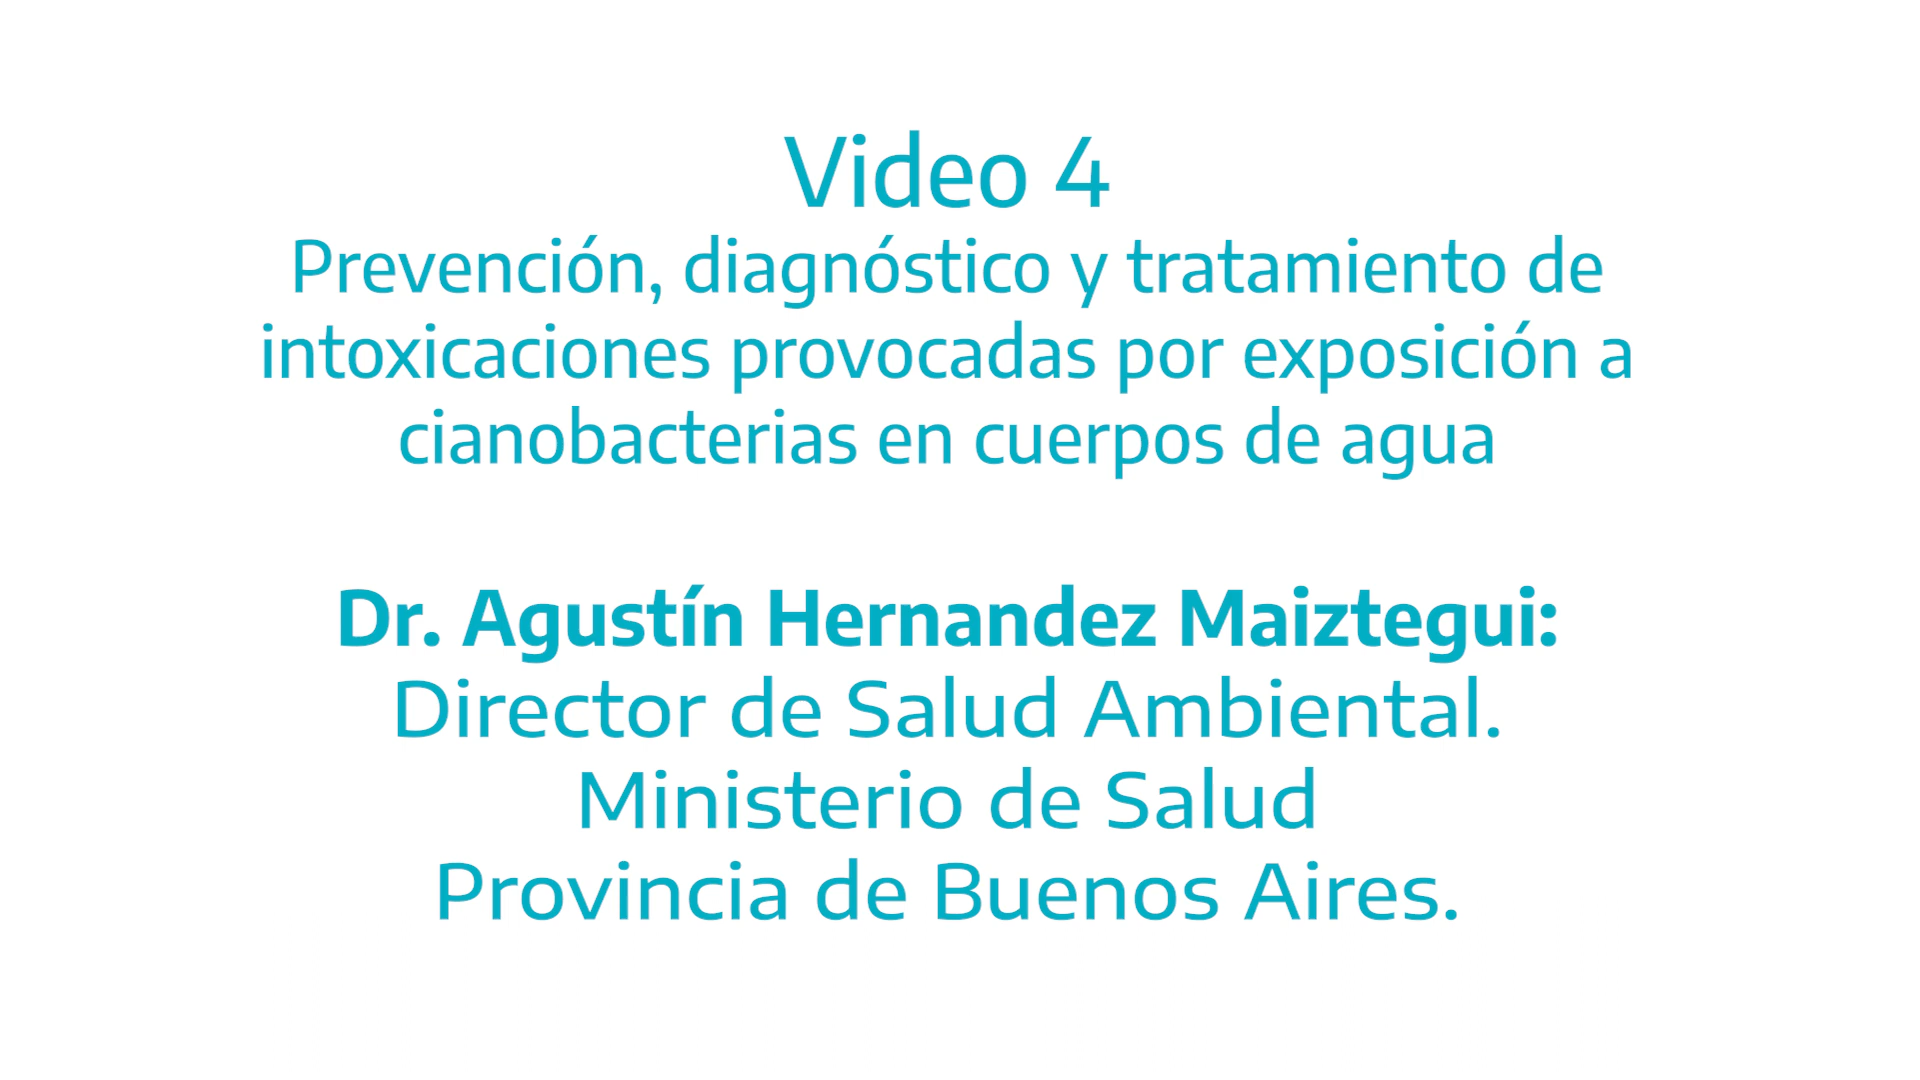 Video 4
Prevención, diagnóstico y tratamiento de
intoxicaciones provocadas por exposición a
cianobacterias en cuerpos de agua
Dr. Agustín Hernandez Maiztegui:
Director de Salud Ambiental.
Ministerio de Salud
Provincia de Buenos Aires.